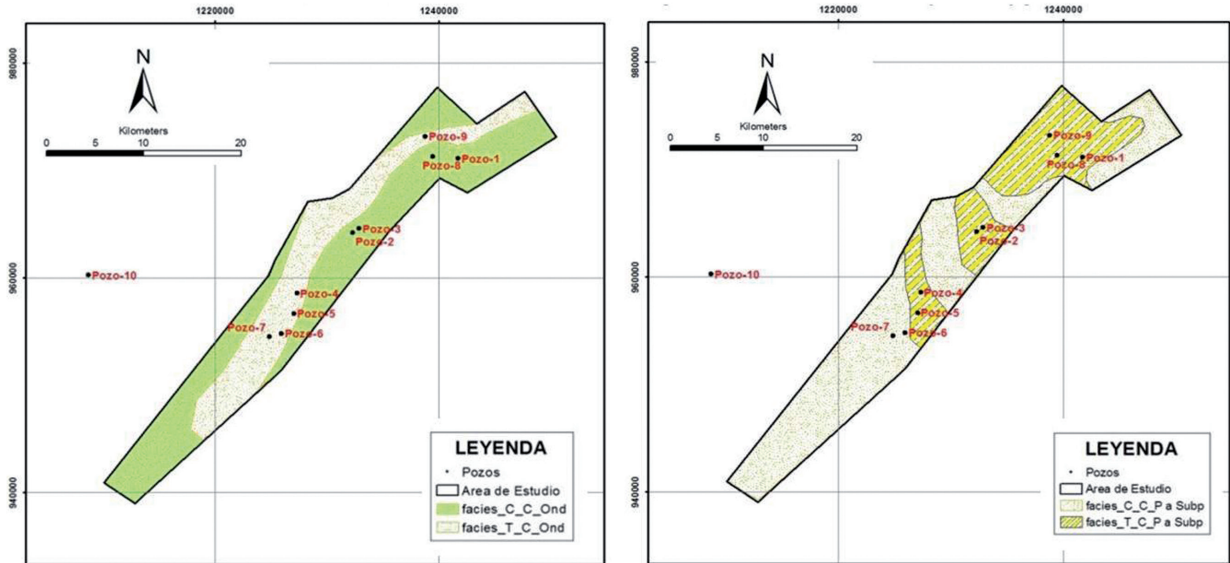 1220000 1240000
980000
960000
940000
N
Kilometers
0 5 10 20
Pozo-9
Pozo-8
Pozo-1
Pozo-3
Pozo-2
Pozo-10
Pozo-4
Pozo-5
Pozo-7
Pozo-6
LEYENDA
Pozos
Area de Estudio
facies_C_C_Ond
facies_T_C_Ond
1220000 1240000
980000
960000
940000
N
Kilometers
0 5 10 20
Pozo-9
Pozo-8
Pozo-1
Pozo-3
Pozo-2
Pozo-10
Pozo-4
Pozo-5
Pozo-7
Pozo-6
LEYENDA
Pozos
Area de Estudio
facies_C_C_P a Subp
facies_T_C_P a Subp